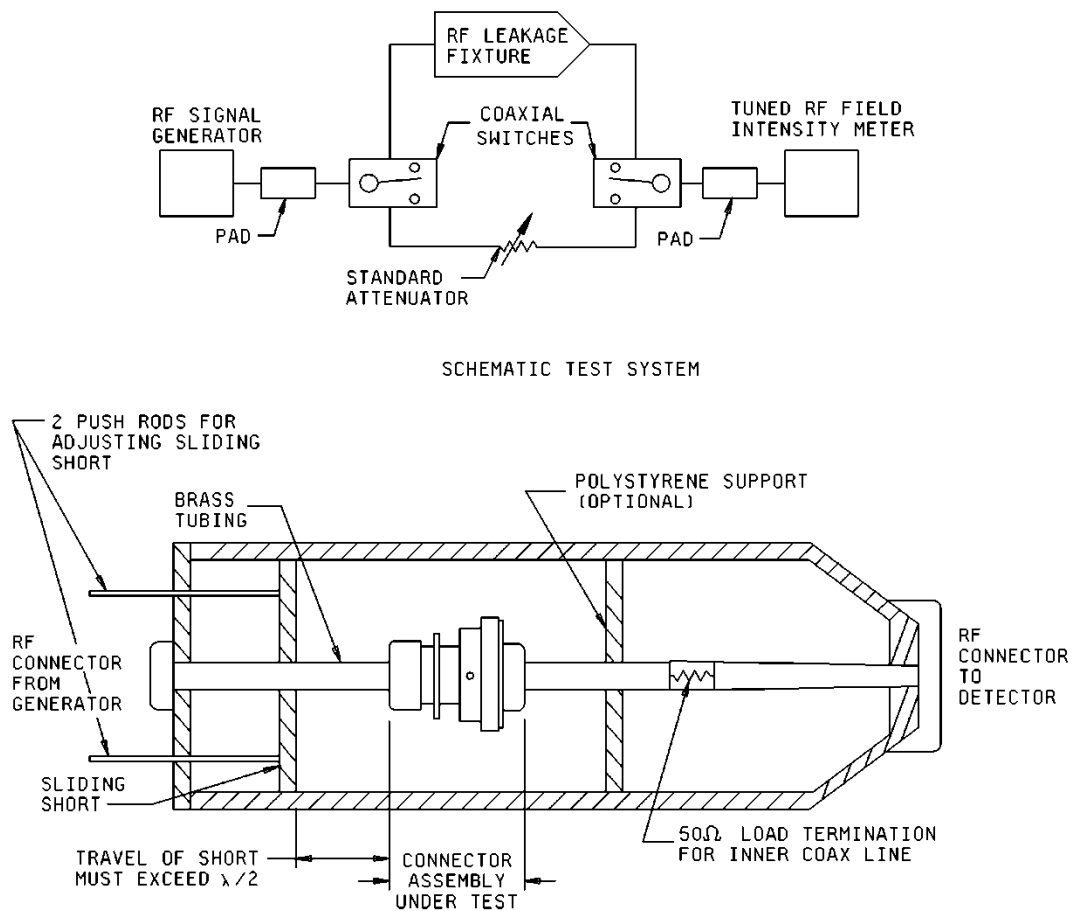 RF LEAKAGE
FIXTURE
RF SIGNAL
GENERATOR
COAXIAL
SWITCHES
TUNED RF FIELD
INTENSITY METER
PAD
PAD
STANDARD
ATTENUATOR
SCHEMATIC TEST SYSTEM
2 PUSH RODS FOR
ADJUSTING SLIDING
SHORT
BRASS
TUBING
POLYSTYRENE SUPPORT
(OPTIONAL)
RF
CONNECTOR
FROM
GENERATOR
RF
CONNECTOR
TO
DETECTOR
SLIDING
SHORT
TRAVEL OF SHORT
MUST EXCEED λ/2
CONNECTOR
ASSEMBLY
UNDER TEST
50Ω LOAD TERMINATION
FOR INNER COAX LINE